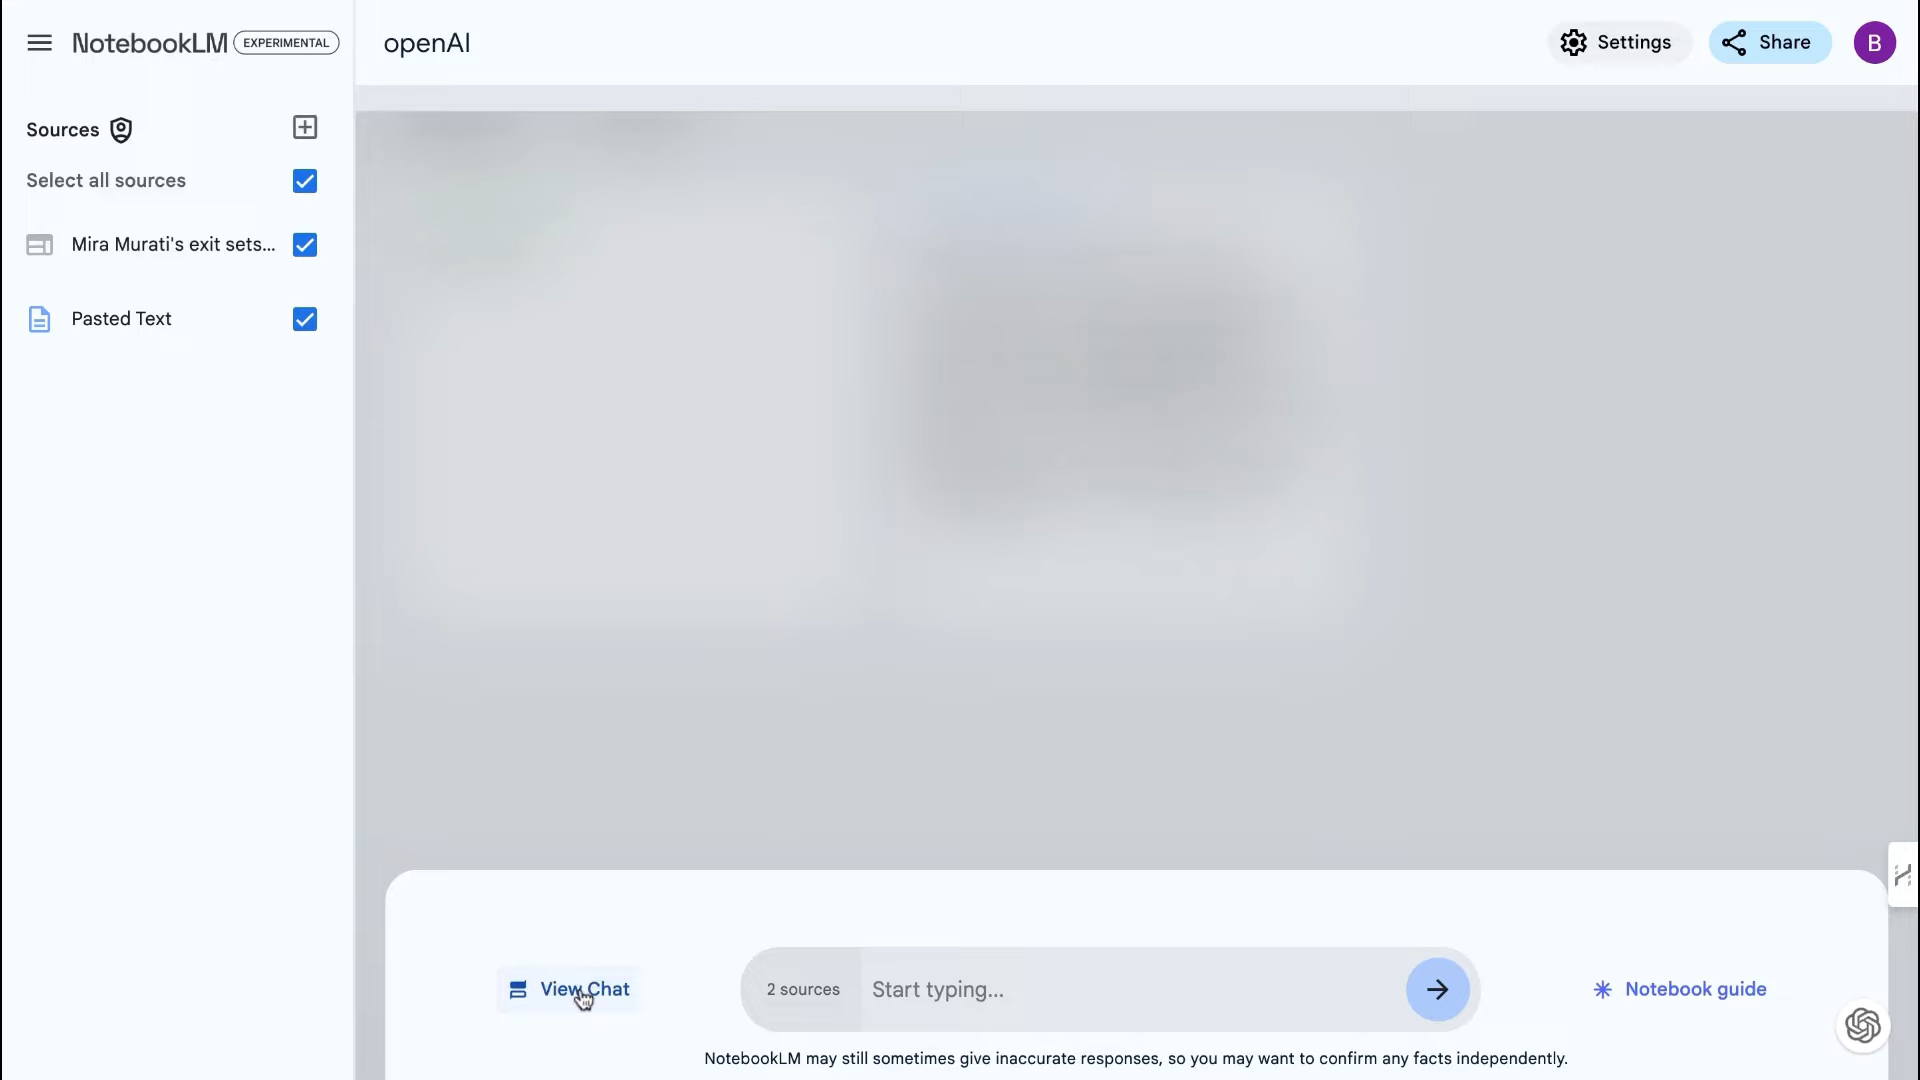 NotebookLM EXPERIMENTAL
openAI
Settings
Share
B
Sources
Select all sources
Mira Murati's exit sets...
Pasted Text
View Chat
2 sources
Start typing...
Notebook guide
NotebookLM may still sometimes give inaccurate responses, so you may want to confirm any facts independently.